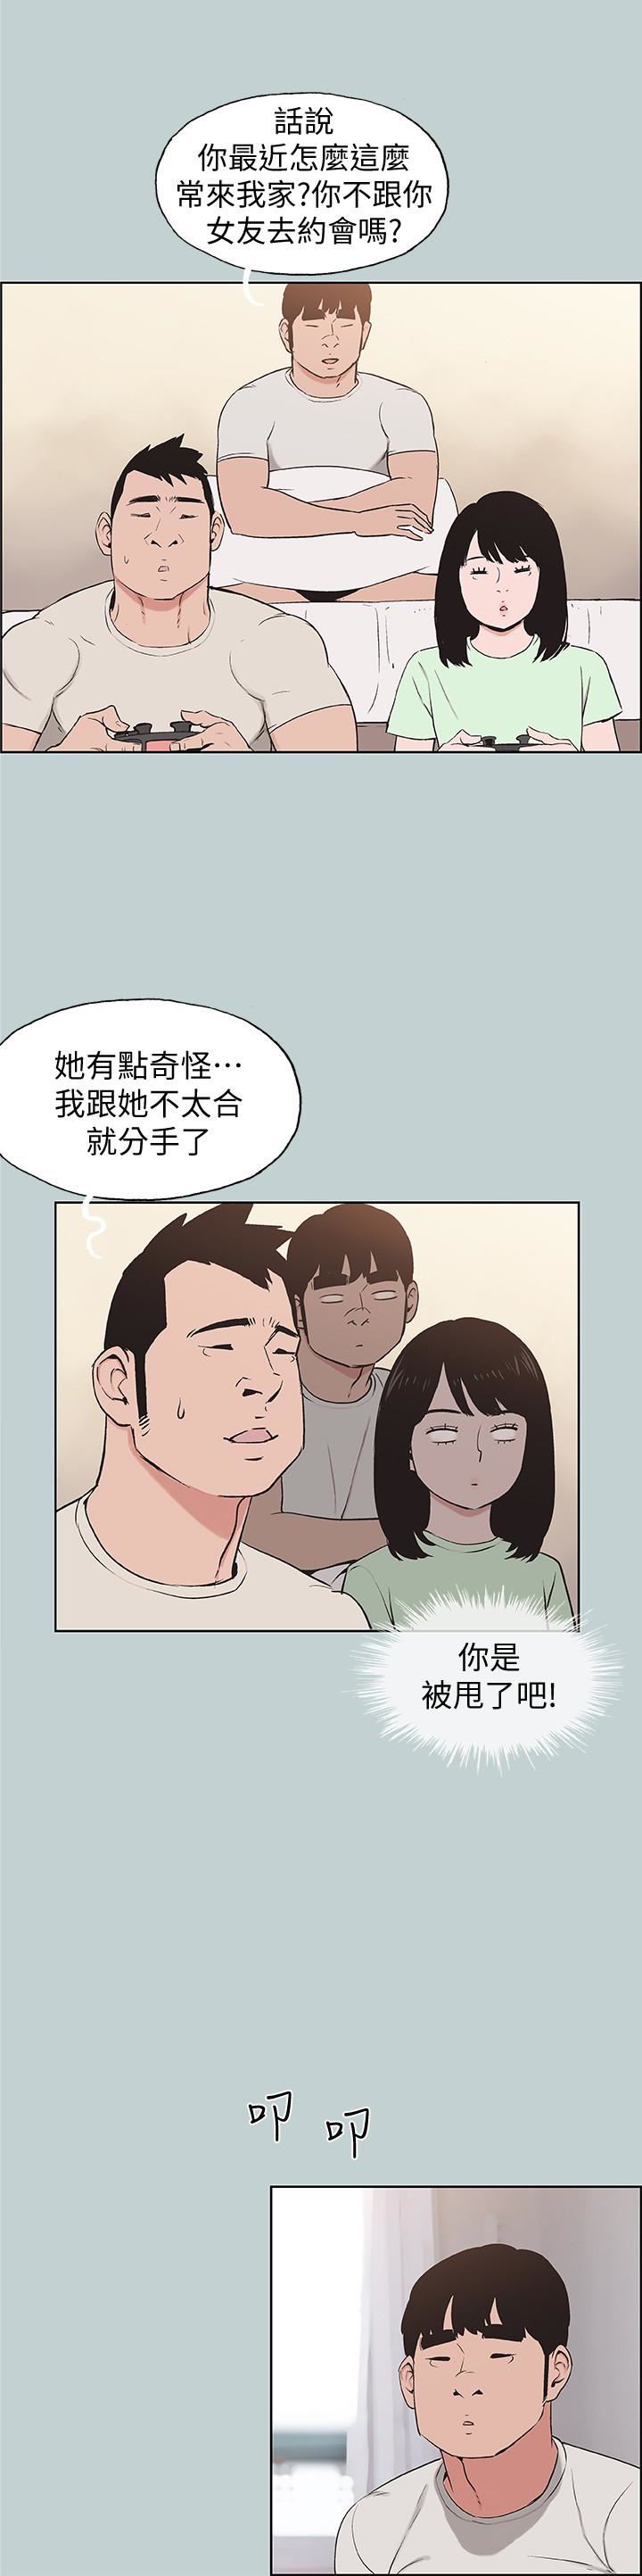 話說
你最近怎麼這麼
常來我家?你不跟你
女友去約會嗎?
她有點奇怪⋯
我跟她不太合
就分手了
你是
被甩了吧!
叩
叩